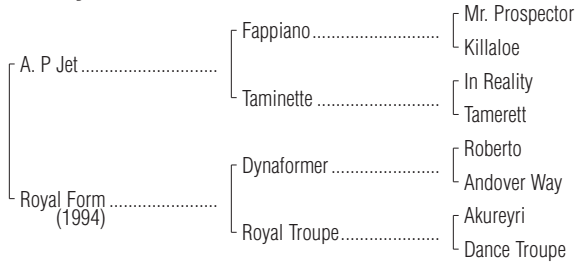 Mr. Prospector
Fappiano
Killaloe
A. P Jet
In Reality
Taminette
Tamerett
Roberto
Dynaformer
Andover Way
Royal Form
(1994)
Akureyri
Royal Troupe
Dance Troupe